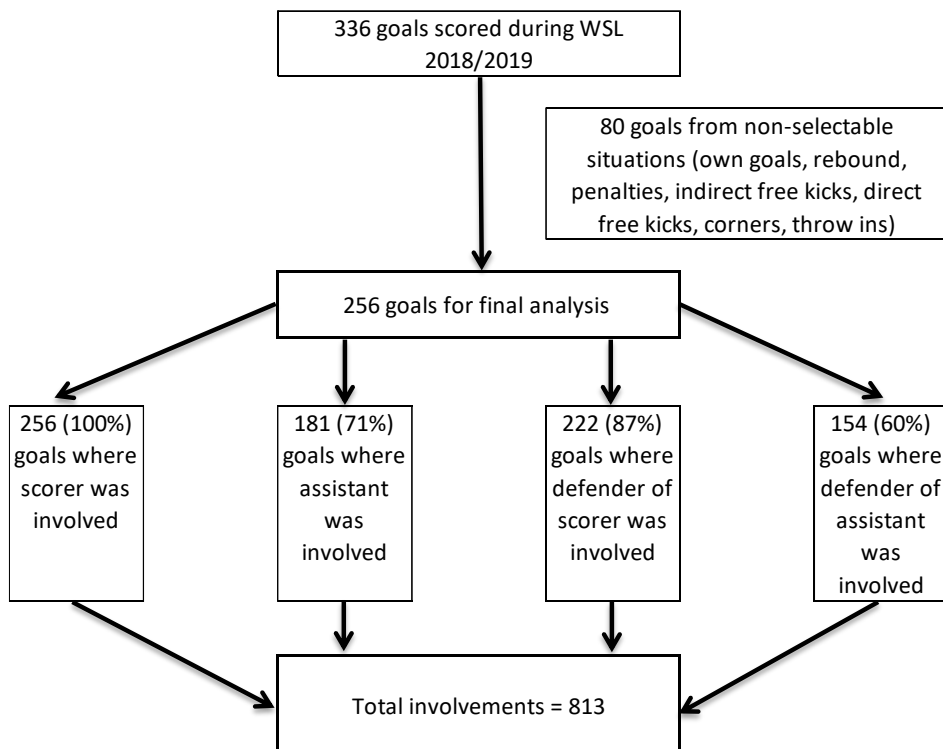 336 goals scored during WSL
2018/2019
80 goals from non-selectable
situations (own goals, rebound,
penalties, indirect free kicks, direct
free kicks, corners, throw ins)
256 goals for final analysis
256 (100%)
goals where
scorer was
involved
181 (71%)
goals where
assistant
was
involved
222 (87%)
goals where
defender of
scorer was
involved
154 (60%)
goals where
defender of
assistant
was
involved
Total involvements = 813